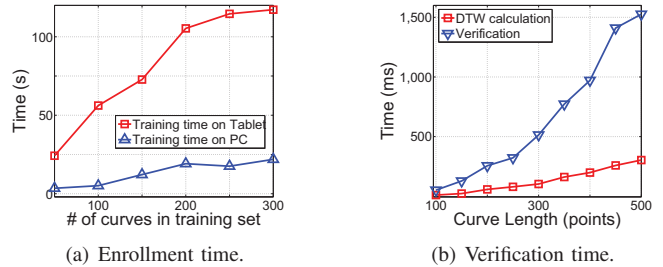 Time (s)
100
50
0
100
200
300
# of curves in training set
Training time on Tablet
Training time on PC
(a) Enrollment time.
Time (ms)
1,500
1,000
500
100
300
500
Curve Length (points)
DTW calculation
Verification
(b) Verification time.